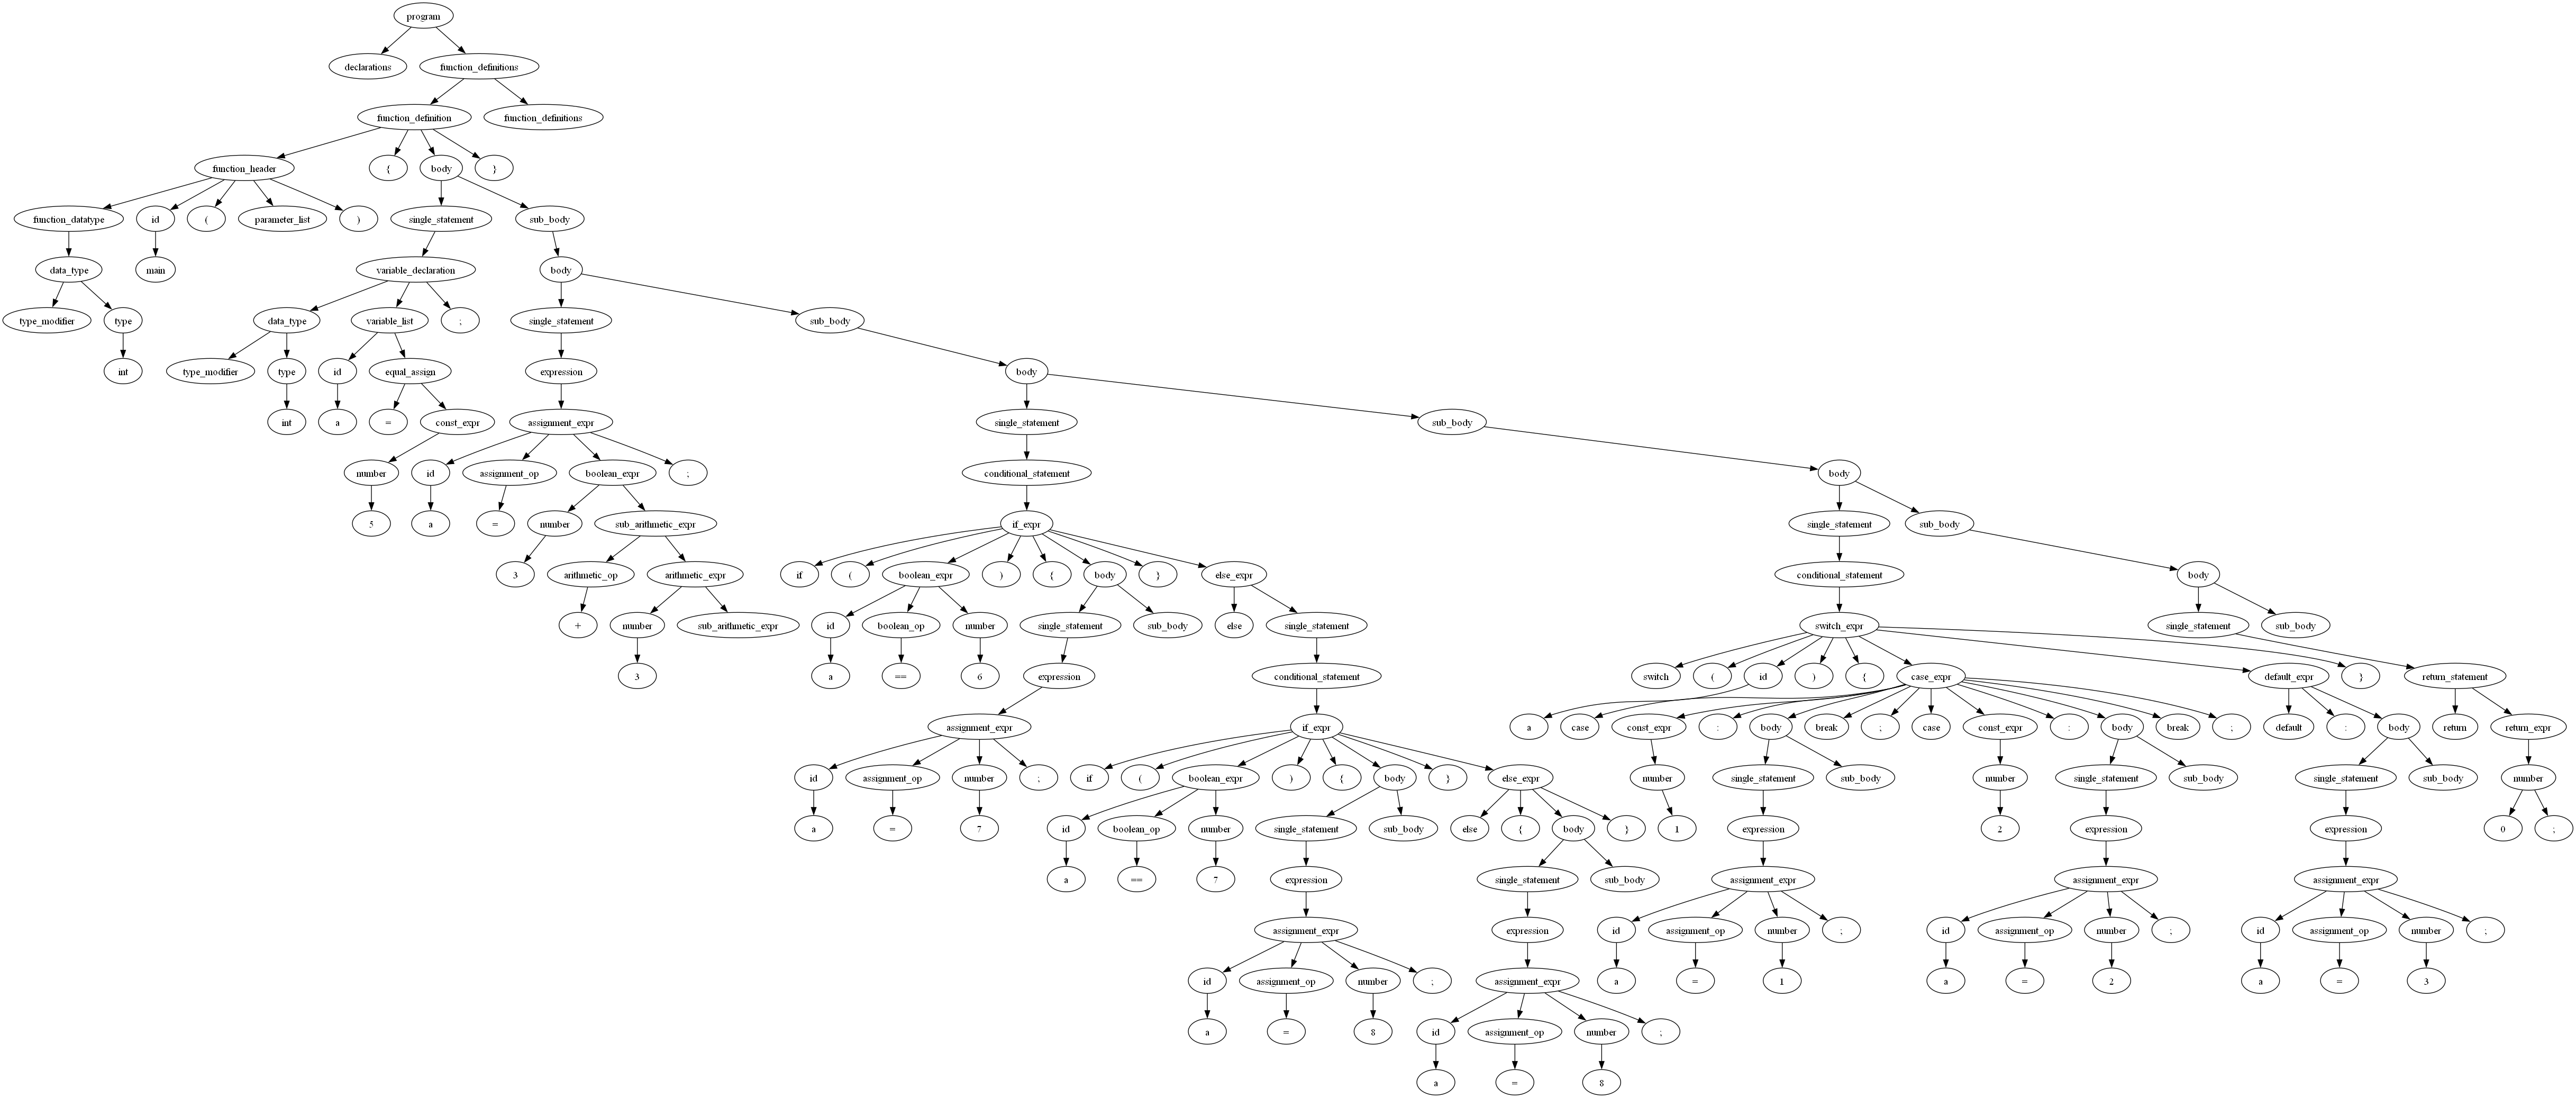 program
declarations function_definitions
function_definition function_definitions
function_header { body }
function_datatype id ( parameter_list ) single_statement sub_body
data_type main variable_declaration body
type_modifier type data_type variable_list ; single_statement sub_body
int type_modifier type id equal_assign expression body
int a = const_expr assignment_expr single_statement sub_body
number id assignment_op boolean_expr ; conditional_statement body
5 a = number sub_arithmetic_expr if_expr single_statement sub_body
3 arithmetic_op arithmetic_expr if ( boolean_expr ) { body } else_expr conditional_statement body
+ number sub_arithmetic_expr id boolean_op number single_statement sub_body else single_statement switch_expr single_statement sub_body
3 a == 6 expression conditional_statement switch ( id ) { case_expr default_expr } return_statement
assignment_expr if_expr a case const_expr : body break ; case const_expr : body break ; default : body return return_expr
id assignment_op number ; if ( boolean_expr ) { body } else_expr number single_statement sub_body number single_statement sub_body single_statement sub_body number
a = 7 id boolean_op number single_statement sub_body else { body } 1 expression 2 expression expression 0 ;
a == 7 expression single_statement sub_body assignment_expr assignment_expr assignment_expr
assignment_expr expression id assignment_op number ; id assignment_op number ; id assignment_op number ;
id assignment_op number ; assignment_expr a = 1 a = 2 a = 3
a = 8 id assignment_op number ;
a = 8